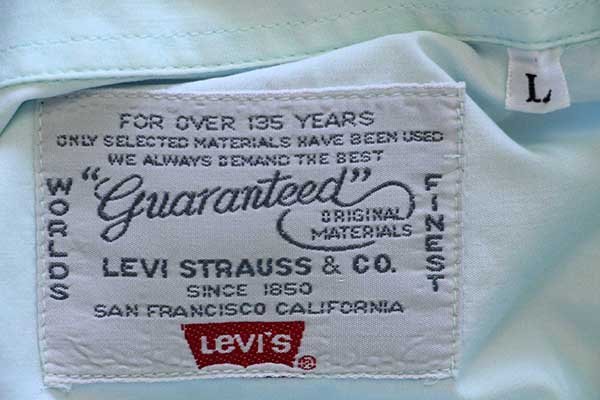 L
FOR OVER 135 YEARS
ONLY SELECTED MATERIALS HAVE BEEN USED
WE ALWAYS DEMAND THE BEST
WORLDS
"Guaranteed"
FINEST
ORIGINAL
MATERIALS
LEVI STRAUSS & CO.
SINCE 1850
SAN FRANCISCO CALIFORNIA
LEVI'S ®